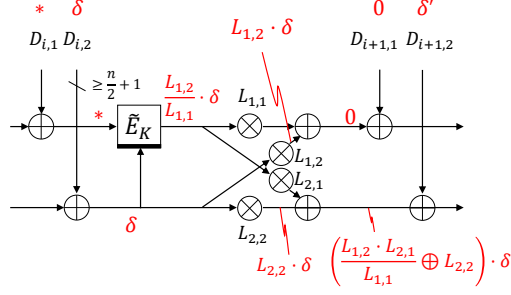 * δ 0 δ′
D_{i,1} D_{i,2} L_{1,2} · δ D_{i+1,1} D_{i+1,2}
≥ n/2 + 1
L_{1,2}/L_{1,1} · δ L_{1,1}
* Ẽ_K 0
L_{1,2}
L_{2,1}
δ L_{2,2}
L_{2,2} · δ (L_{1,2} · L_{2,1}/L_{1,1} ⊕ L_{2,2}) · δ